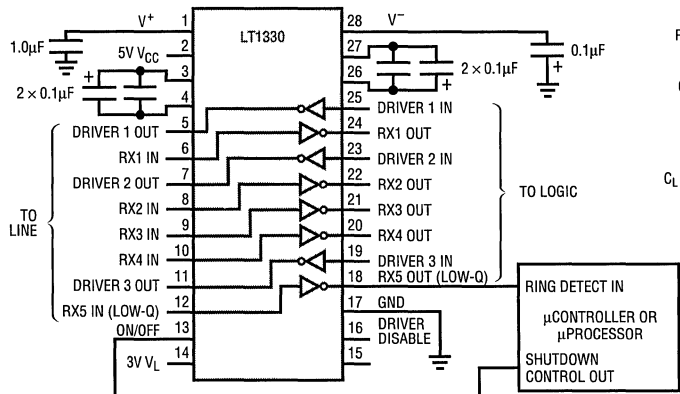 LT1330
V+
1
1.0µF
2
5V VCC
3
+
2 × 0.1µF
4
5
DRIVER 1 OUT
6
RX1 IN
7
DRIVER 2 OUT
8
RX2 IN
9
RX3 IN
10
RX4 IN
11
DRIVER 3 OUT
12
RX5 IN (LOW-Q)
13
ON/OFF
14
3V VL
TO
LINE
28
V−
0.1µF
+
27
26
+
2 × 0.1µF
25
DRIVER 1 IN
24
RX1 OUT
23
DRIVER 2 IN
22
RX2 OUT
21
RX3 OUT
20
RX4 OUT
19
DRIVER 3 IN
18
RX5 OUT (LOW-Q)
17
GND
16
DRIVER
DISABLE
15
TO LOGIC
RING DETECT IN
µCONTROLLER OR
µPROCESSOR
SHUTDOWN
CONTROL OUT
CL